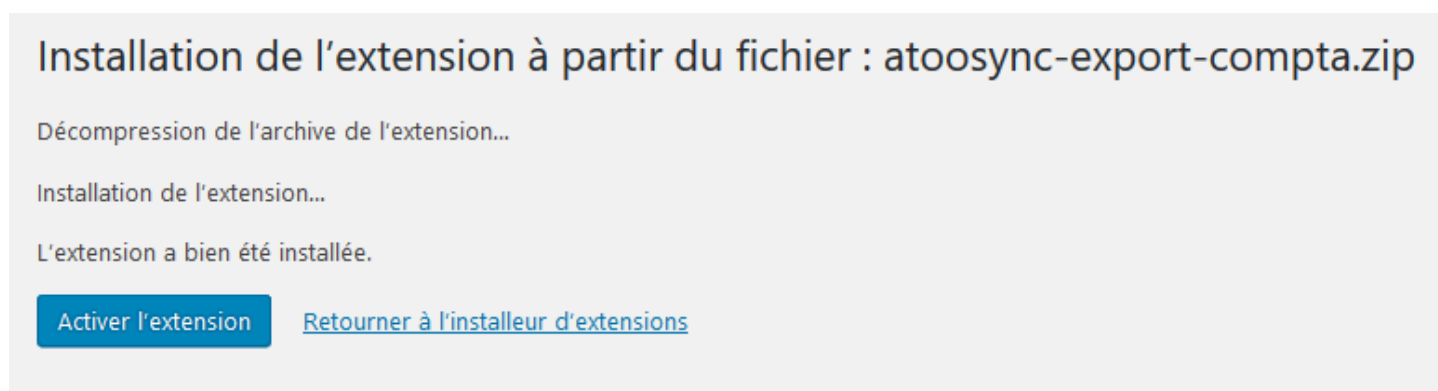 Installation de l’extension à partir du fichier : atoosync-export-compta.zip
Décompression de l’archive de l’extension…
Installation de l’extension…
L’extension a bien été installée.
Activer l’extension Retourner à l’installeur d’extensions